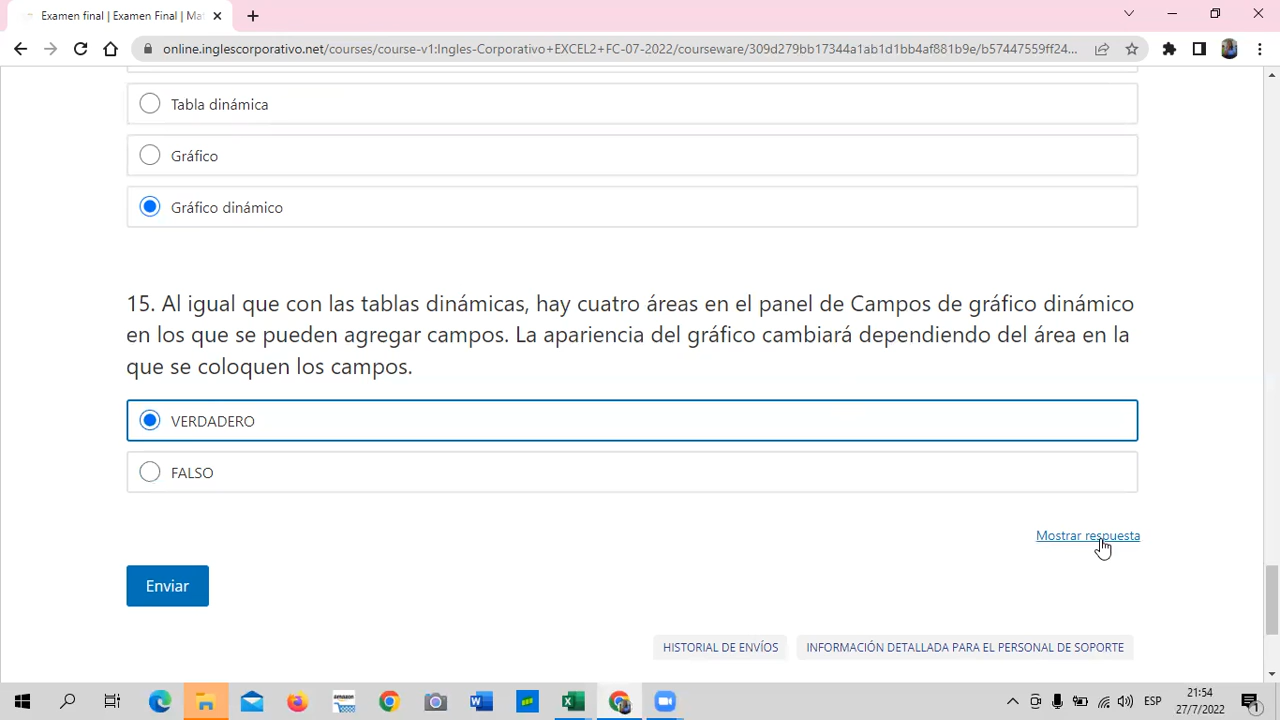 Examen final | Examen Final | Ma
online.inglescorporativo.net/courses/course-v1:Ingles-Corporativo+EXCEL2+FC-07-2022/courseware/309d279bb17344a1ab1d1bb4af881b9e/b57447559ff24...
Tabla dinámica
Gráfico
Gráfico dinámico
15. Al igual que con las tablas dinámicas, hay cuatro áreas en el panel de Campos de gráfico dinámico
en los que se pueden agregar campos. La apariencia del gráfico cambiará dependiendo del área en la
que se coloquen los campos.
VERDADERO
FALSO
Mostrar respuesta
Enviar
HISTORIAL DE ENVÍOS
INFORMACIÓN DETALLADA PARA EL PERSONAL DE SOPORTE
ESP
21:54
27/7/2022